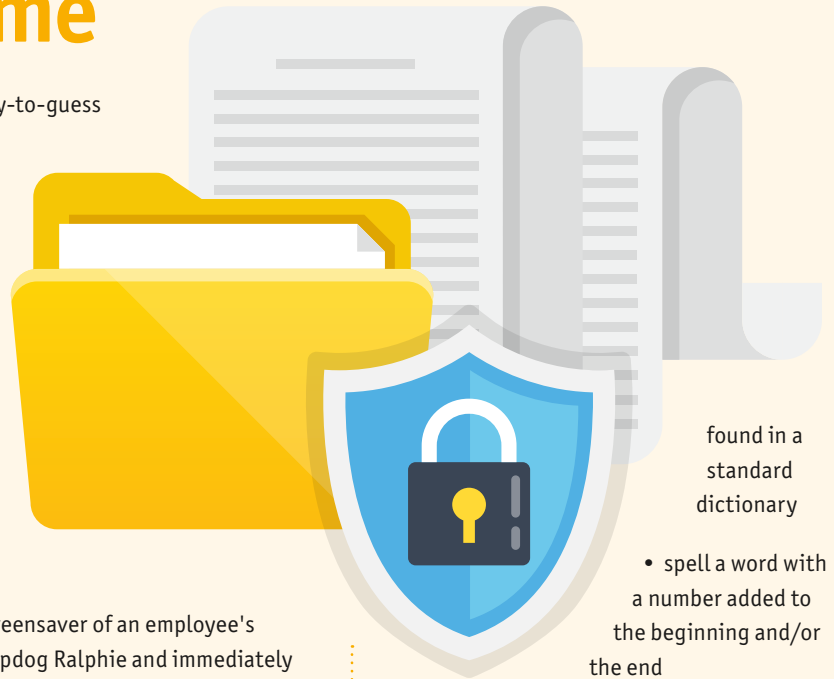 me
y-to-guess
eensaver of an employee's
pdog Ralphie and immediately
found in a
standard
dictionary
• spell a word with
a number added to
the beginning and/or
the end